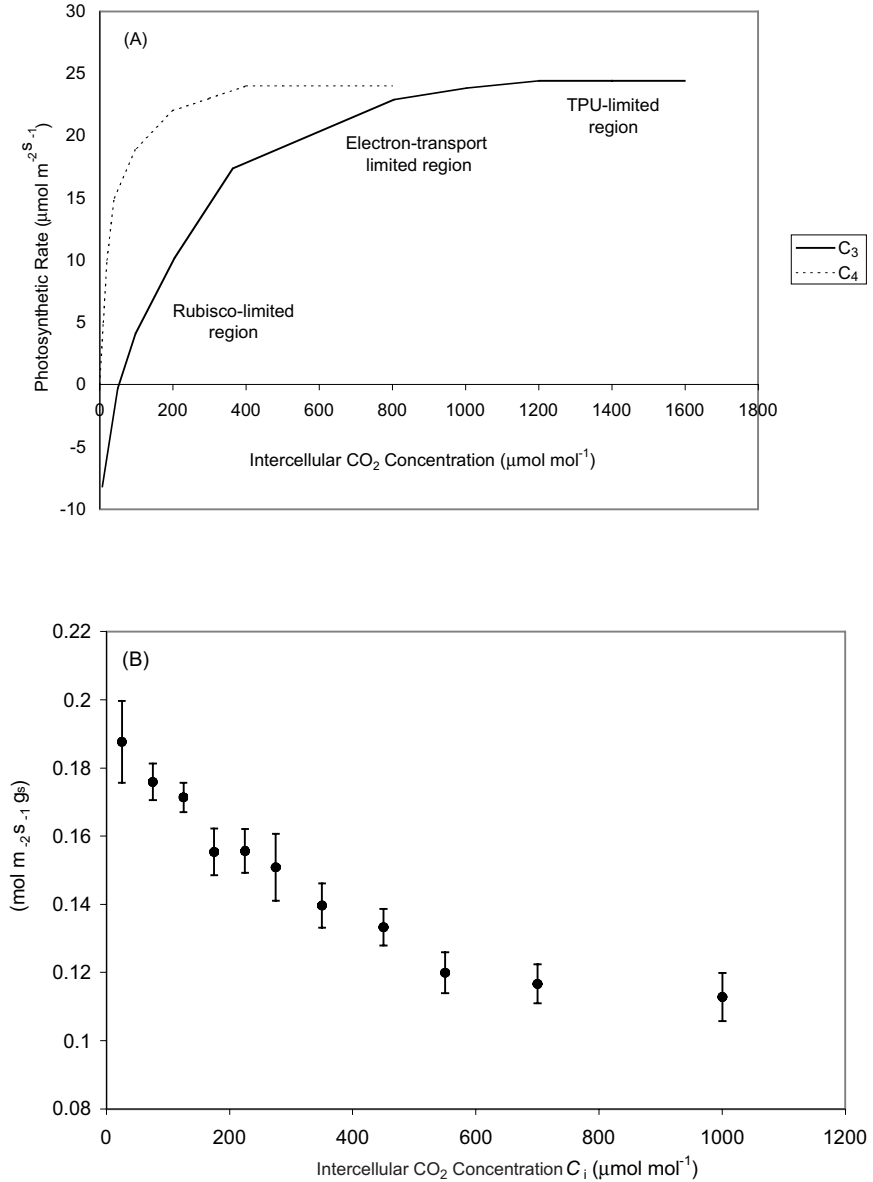 (A)
30
25
20
15
10
5
0
-5
-10
Photosynthetic Rate (μmol m-2s-1)
TPU-limited
region
Electron-transport
limited region
Rubisco-limited
region
C3
C4
0 200 400 600 800 1000 1200 1400 1600 1800
Intercellular CO2 Concentration (μmol mol-1)
(B)
0.22
0.2
0.18
0.16
0.14
0.12
0.1
0.08
(mol m-2s-1 gs)
0 200 400 600 800 1000 1200
Intercellular CO2 Concentration Ci (μmol mol-1)